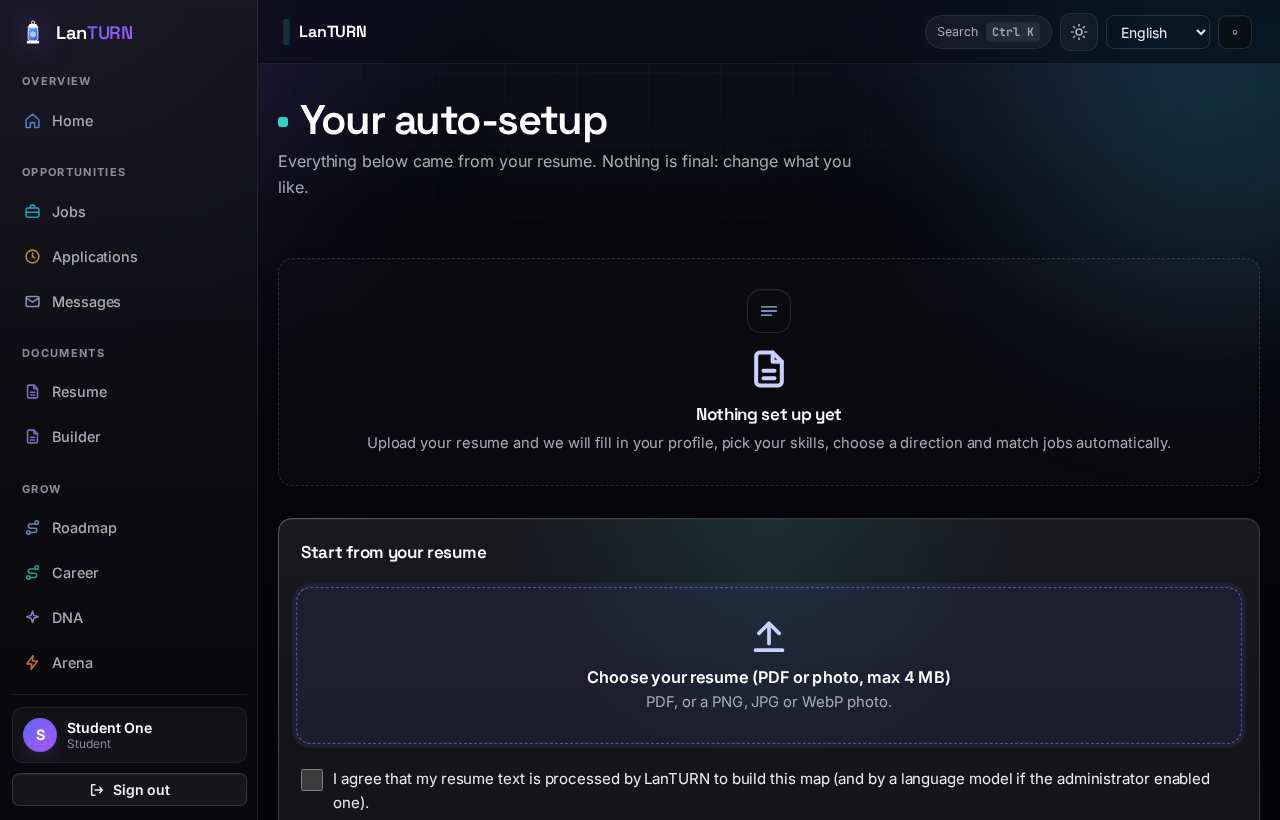 LanTURN
OVERVIEW
Home
OPPORTUNITIES
Jobs
Applications
Messages
DOCUMENTS
Resume
Builder
GROW
Roadmap
Career
DNA
Arena
S
Student One
Student
Sign out
LanTURN
Search Ctrl K
English
Your auto-setup
Everything below came from your resume. Nothing is final: change what you
like.
Nothing set up yet
Upload your resume and we will fill in your profile, pick your skills, choose a direction and match jobs automatically.
Start from your resume
Choose your resume (PDF or photo, max 4 MB)
PDF, or a PNG, JPG or WebP photo.
I agree that my resume text is processed by LanTURN to build this map (and by a language model if the administrator enabled
one).